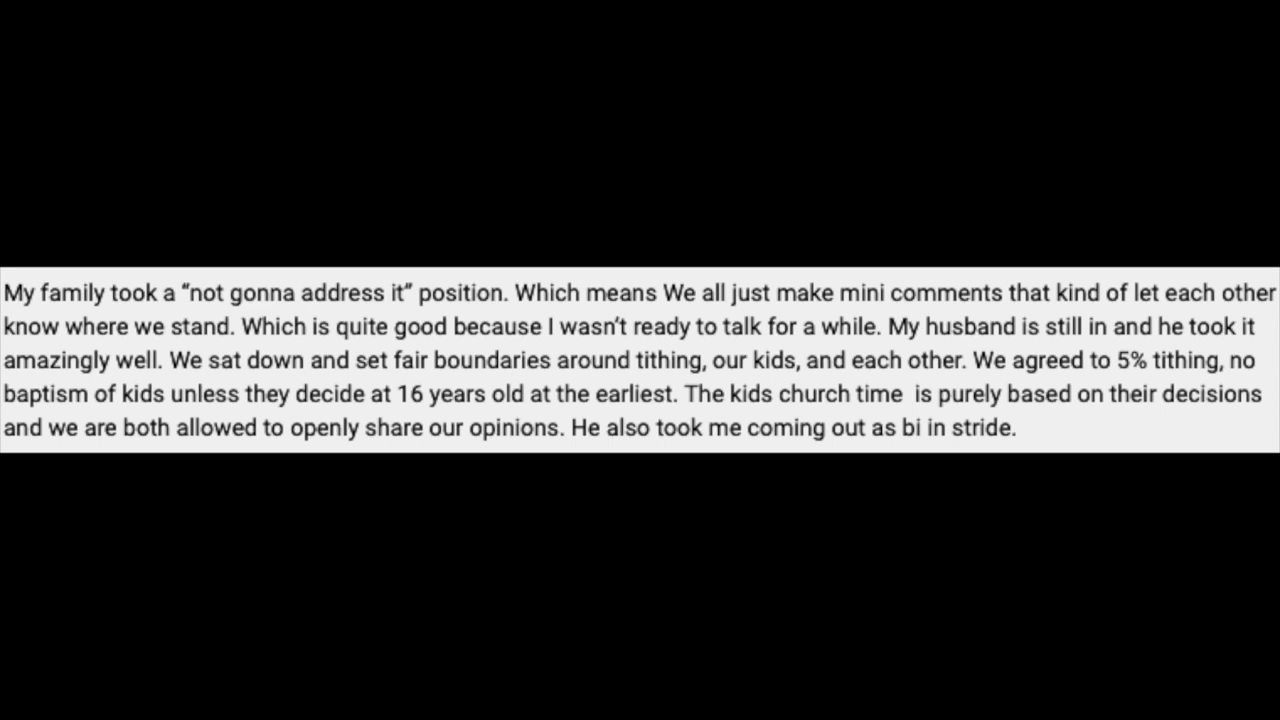 My family took a “not gonna address it” position. Which means We all just make mini comments that kind of let each other
know where we stand. Which is quite good because I wasn’t ready to talk for a while. My husband is still in and he took it
amazingly well. We sat down and set fair boundaries around tithing, our kids, and each other. We agreed to 5% tithing, no
baptism of kids unless they decide at 16 years old at the earliest. The kids church time  is purely based on their decisions
and we are both allowed to openly share our opinions. He also took me coming out as bi in stride.